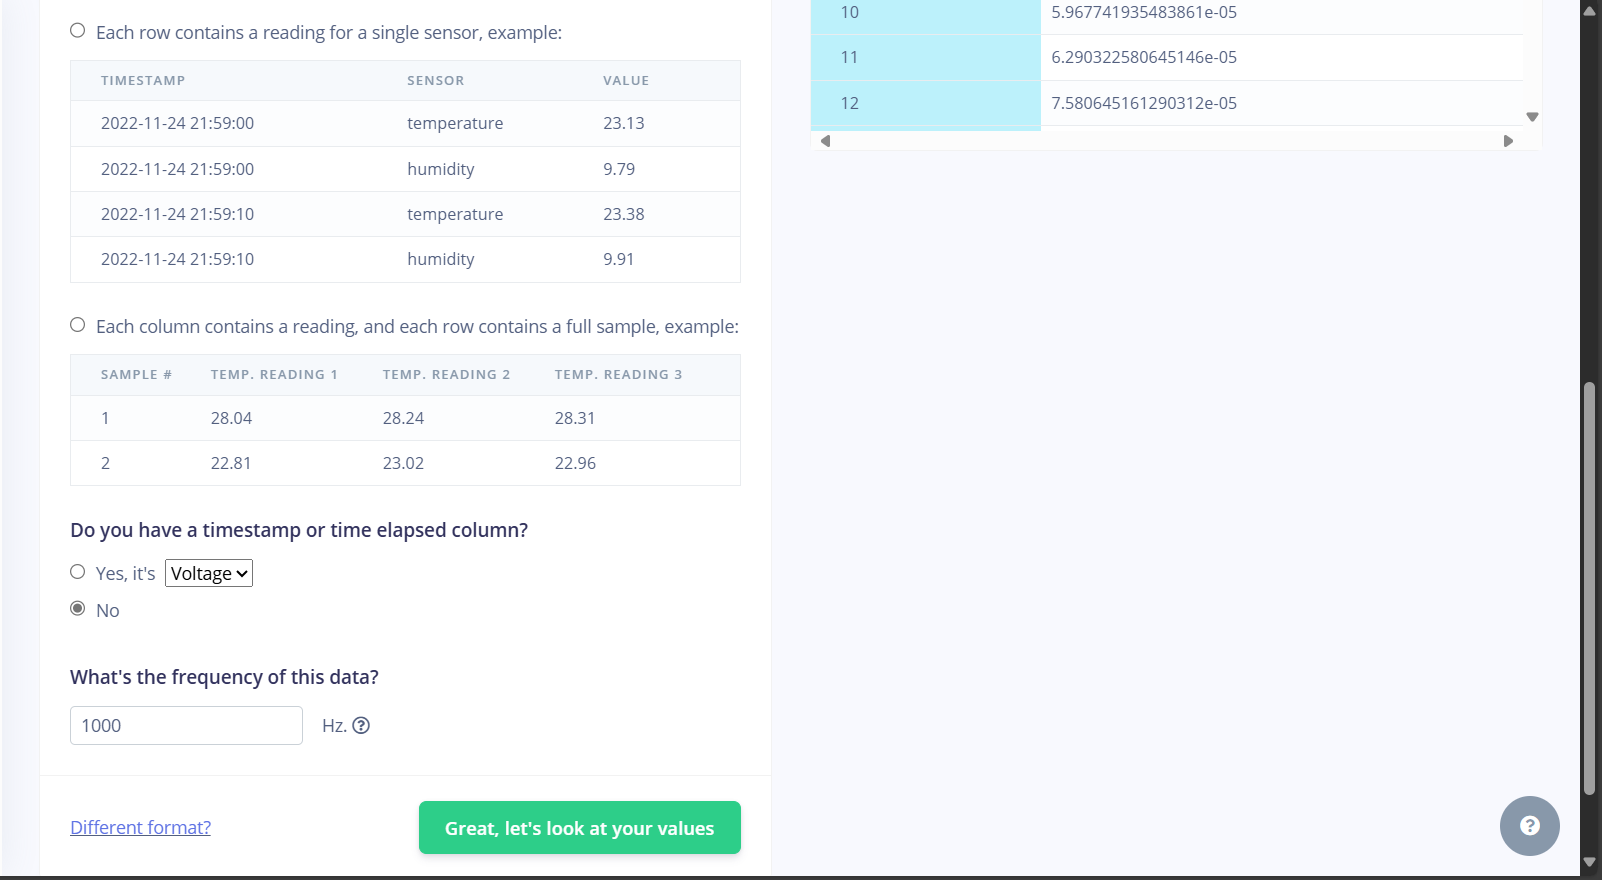 Each row contains a reading for a single sensor, example:
TIMESTAMP SENSOR VALUE
2022-11-24 21:59:00 temperature 23.13
2022-11-24 21:59:00 humidity 9.79
2022-11-24 21:59:10 temperature 23.38
2022-11-24 21:59:10 humidity 9.91
Each column contains a reading, and each row contains a full sample, example:
SAMPLE # TEMP. READING 1 TEMP. READING 2 TEMP. READING 3
1 28.04 28.24 28.31
2 22.81 23.02 22.96
Do you have a timestamp or time elapsed column?
Yes, it's Voltage
No
What's the frequency of this data?
1000 Hz. ?
Different format? Great, let's look at your values
10 5.967741935483861e-05
11 6.290322580645146e-05
12 7.580645161290312e-05
?